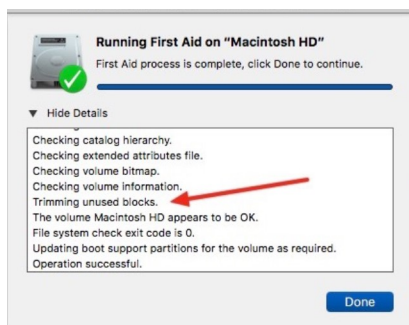 Running First Aid on “Macintosh HD”
First Aid process is complete, click Done to continue.
Hide Details
Checking catalog hierarchy.
Checking extended attributes file.
Checking volume bitmap.
Checking volume information.
Trimming unused blocks.
The volume Macintosh HD appears to be OK.
File system check exit code is 0.
Updating boot support partitions for the volume as required.
Operation successful.
Done